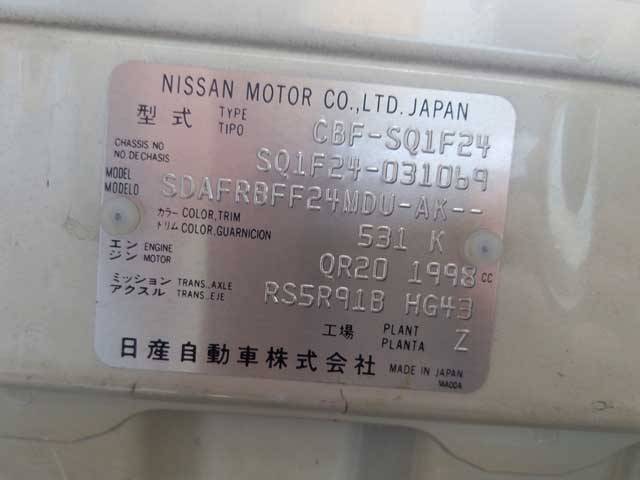 NISSAN MOTOR CO., LTD. JAPAN
型式 TYPE TIPO CBF-SQ1F24
CHASSIS NO NO. DE CHASIS SQ1F24-031069
MODEL MODELO SDAFRBFF24MDU-AK--
カラー トリム COLOR, TRIM COLOR, GUARNICION 531 K
エンジン ENGINE MOTOR QR20 1998 cc
ミッション アクスル TRANS., AXLE TRANS., EJE RS5R91B HG43
工場 PLANT PLANTA Z
日産自動車株式会社 MADE IN JAPAN
MA00A